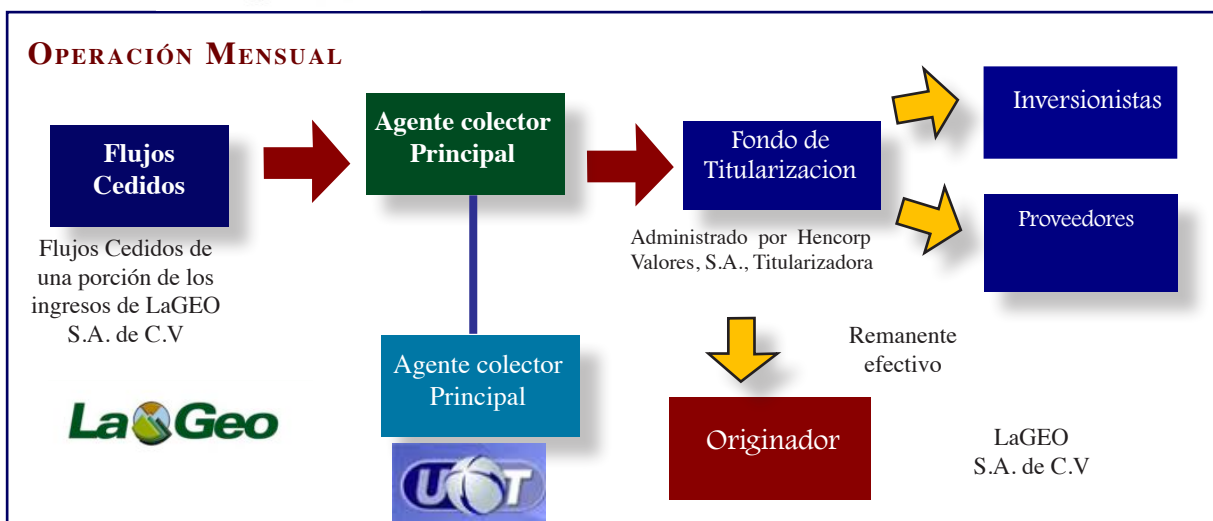 OPERACIÓN MENSUAL
Flujos
Cedidos
Flujos Cedidos de
una porción de los
ingresos de LaGEO
S.A. de C.V
LaGeo
Agente colector
Principal
Agente colector
Principal
UT
Fondo de
Titularizacion
Administrado por Hencorp
Valores, S.A., Titularizadora
Inversionistas
Proveedores
Remanente
efectivo
Originador
LaGEO
S.A. de C.V